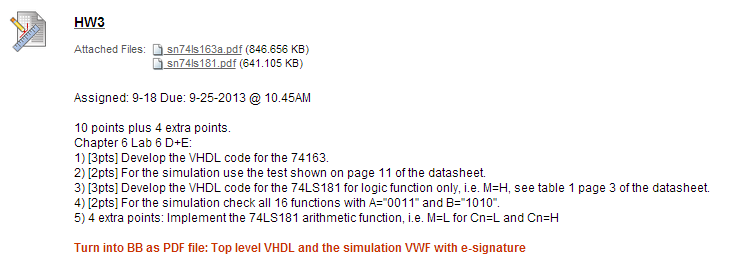 HW3
Attached Files: sn74ls163a.pdf (846.656 KB)
sn74ls181.pdf (641.105 KB)
Assigned: 9-18 Due: 9-25-2013 @ 10.45AM
10 points plus 4 extra points.
Chapter 6 Lab 6 D+E:
1) [3pts] Develop the VHDL code for the 74163.
2) [2pts] For the simulation use the test shown on page 11 of the datasheet.
3) [3pts] Develop the VHDL code for the 74LS181 for logic function only, i.e. M=H, see table 1 page 3 of the datasheet.
4) [2pts] For the simulation check all 16 functions with A="0011" and B="1010".
5) 4 extra points: Implement the 74LS181 arithmetic function, i.e. M=L for Cn=L and Cn=H
Turn into BB as PDF file: Top level VHDL and the simulation VWF with e-signature